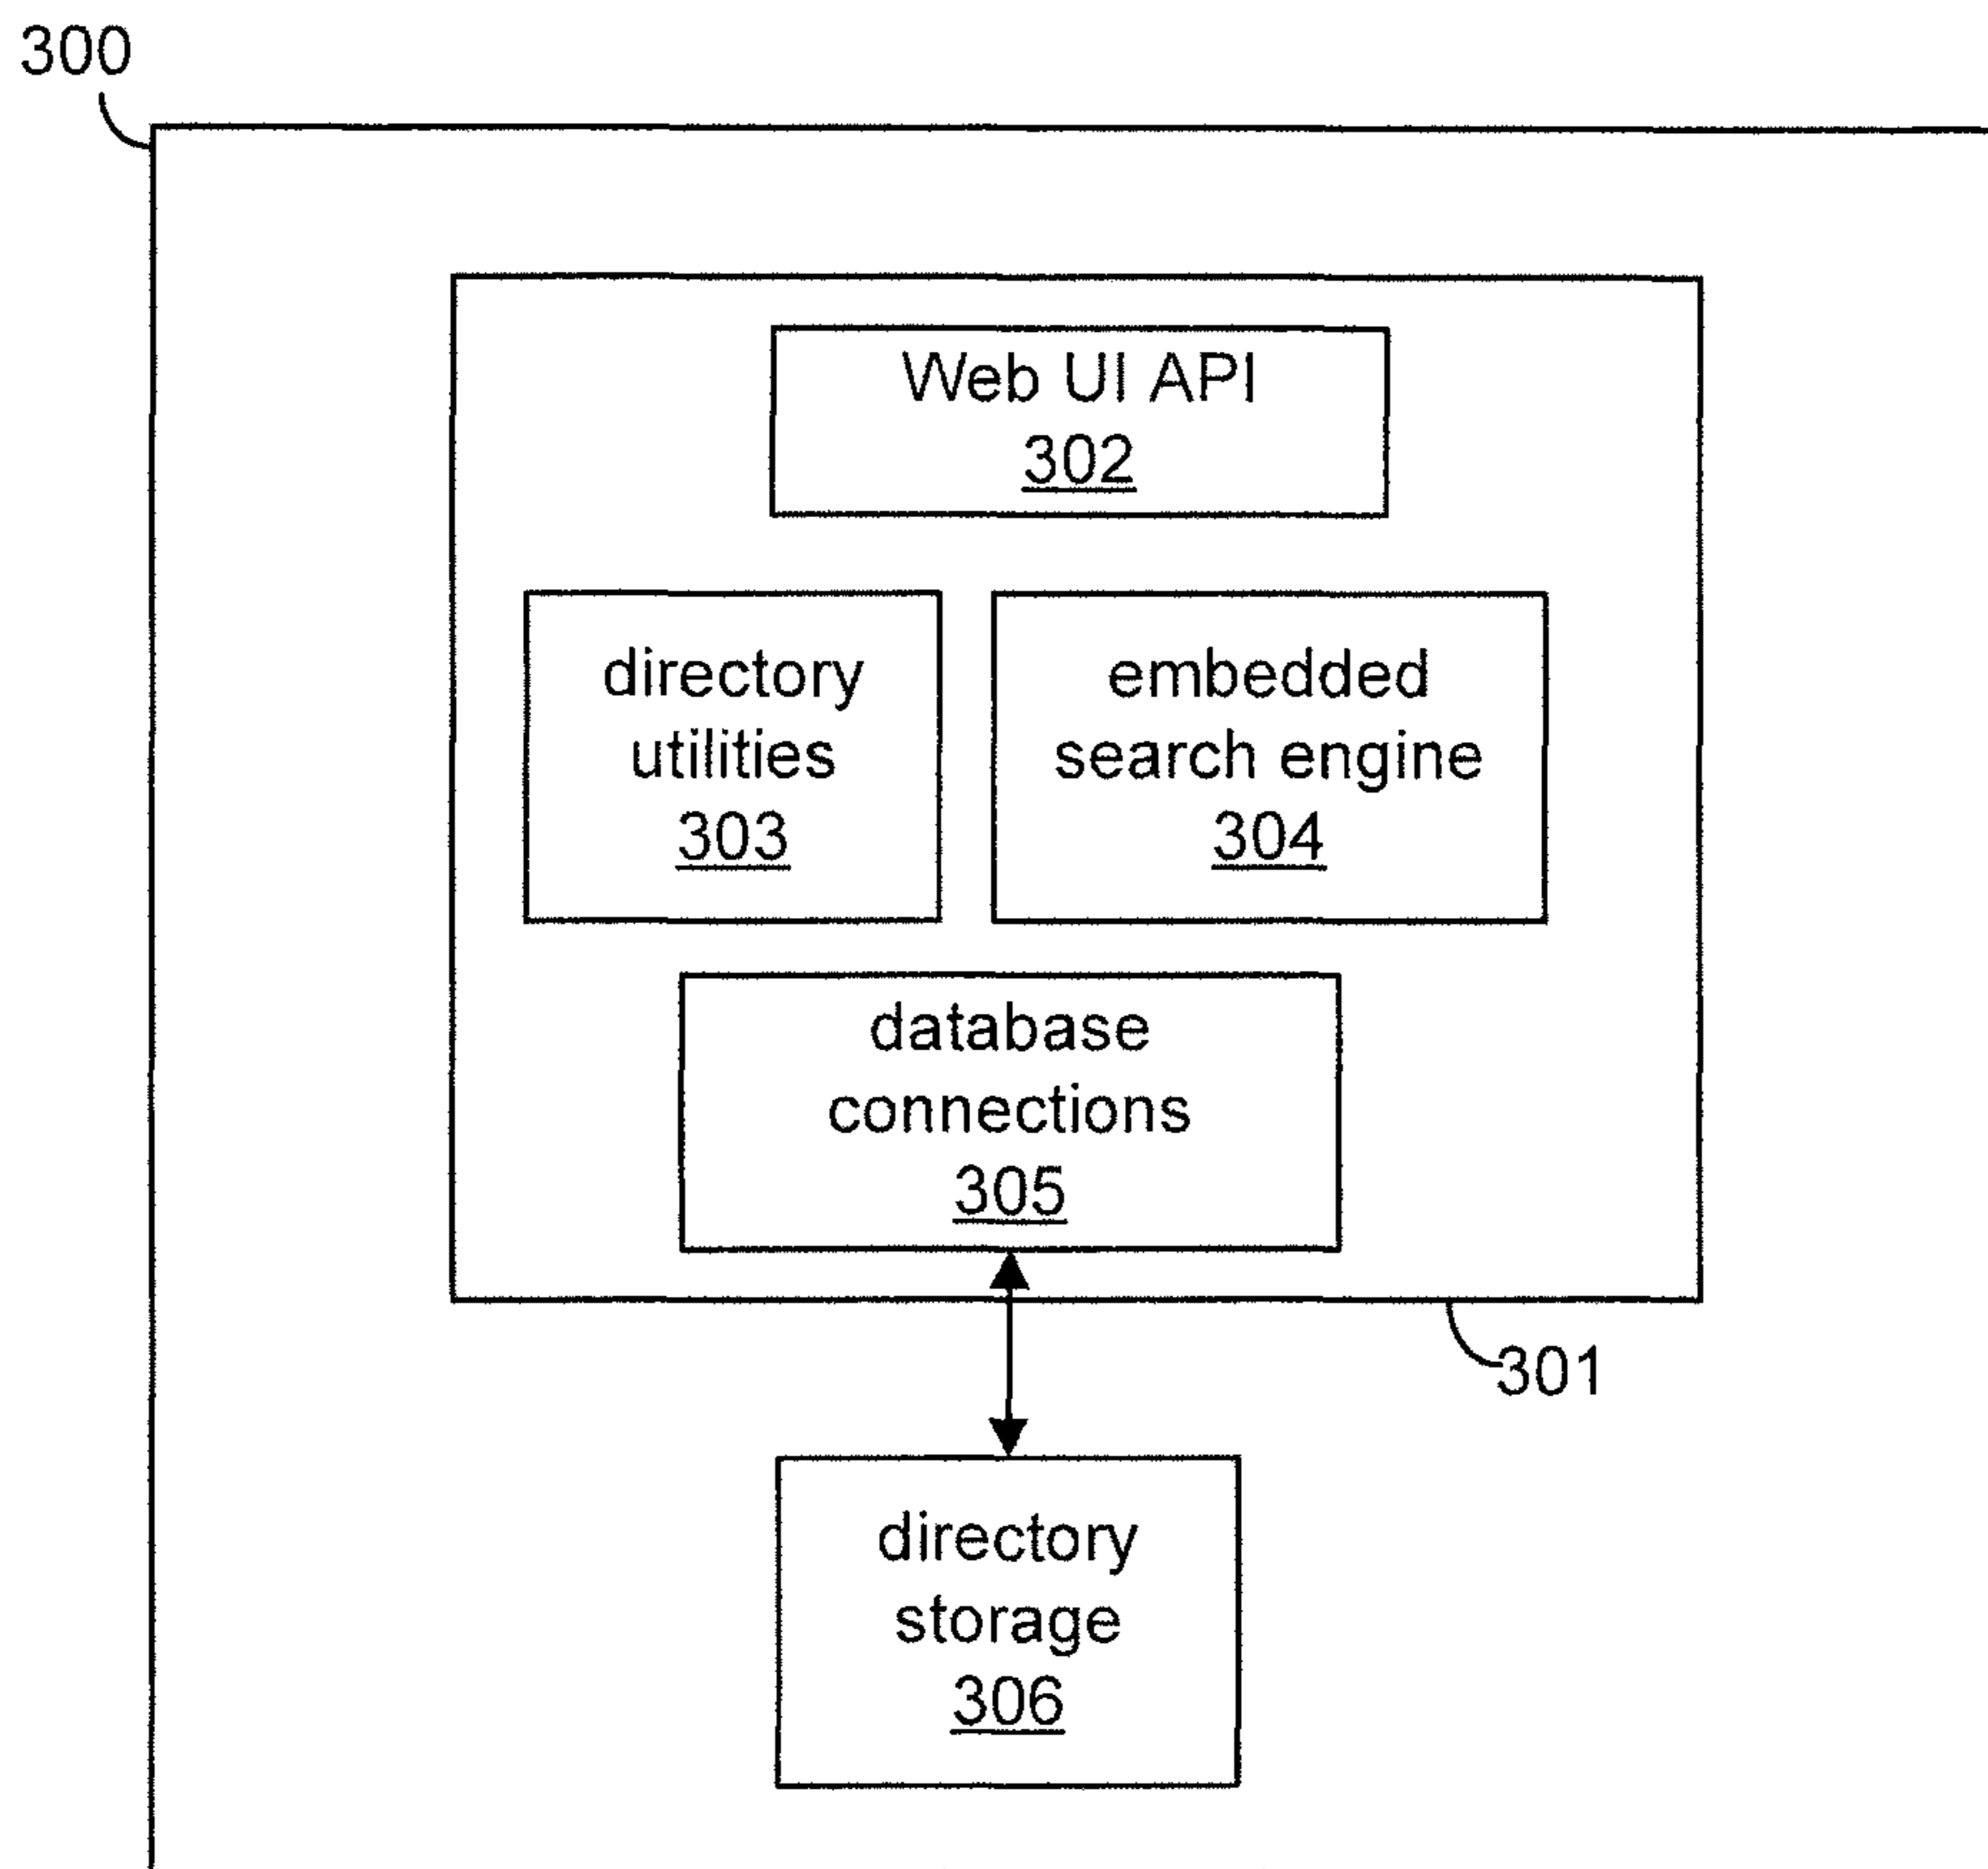 300
Web UI API
302
directory
utilities
303
embedded
search engine
304
database
connections
305
301
directory
storage
306